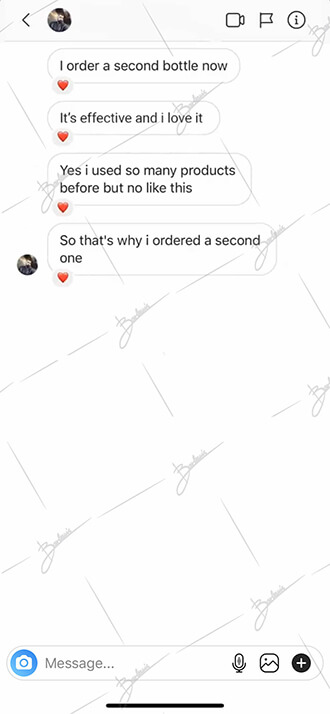 I order a second bottle now
It's effective and i love it
Yes i used so many products
before but no like this
So that's why i ordered a second
one
Message...